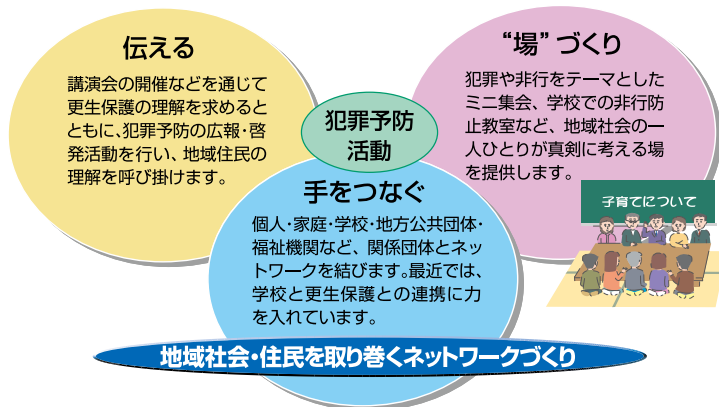 伝える
講演会の開催などを通じて
更生保護の理解を求めると
ともに、犯罪予防の広報・啓
発活動を行い、地域住民の
理解を呼び掛けます。
“場”づくり
犯罪や非行をテーマとした
ミニ集会、学校での非行防
止教室など、地域社会の一
人ひとりが真剣に考える場
を提供します。
子育てについて
犯罪予防
活動
手をつなぐ
個人・家庭・学校・地方公共団体・
福祉機関など、関係団体とネッ
トワークを結びます。最近では、
学校と更生保護との連携に力
を入れています。
地域社会・住民を取り巻くネットワークづくり